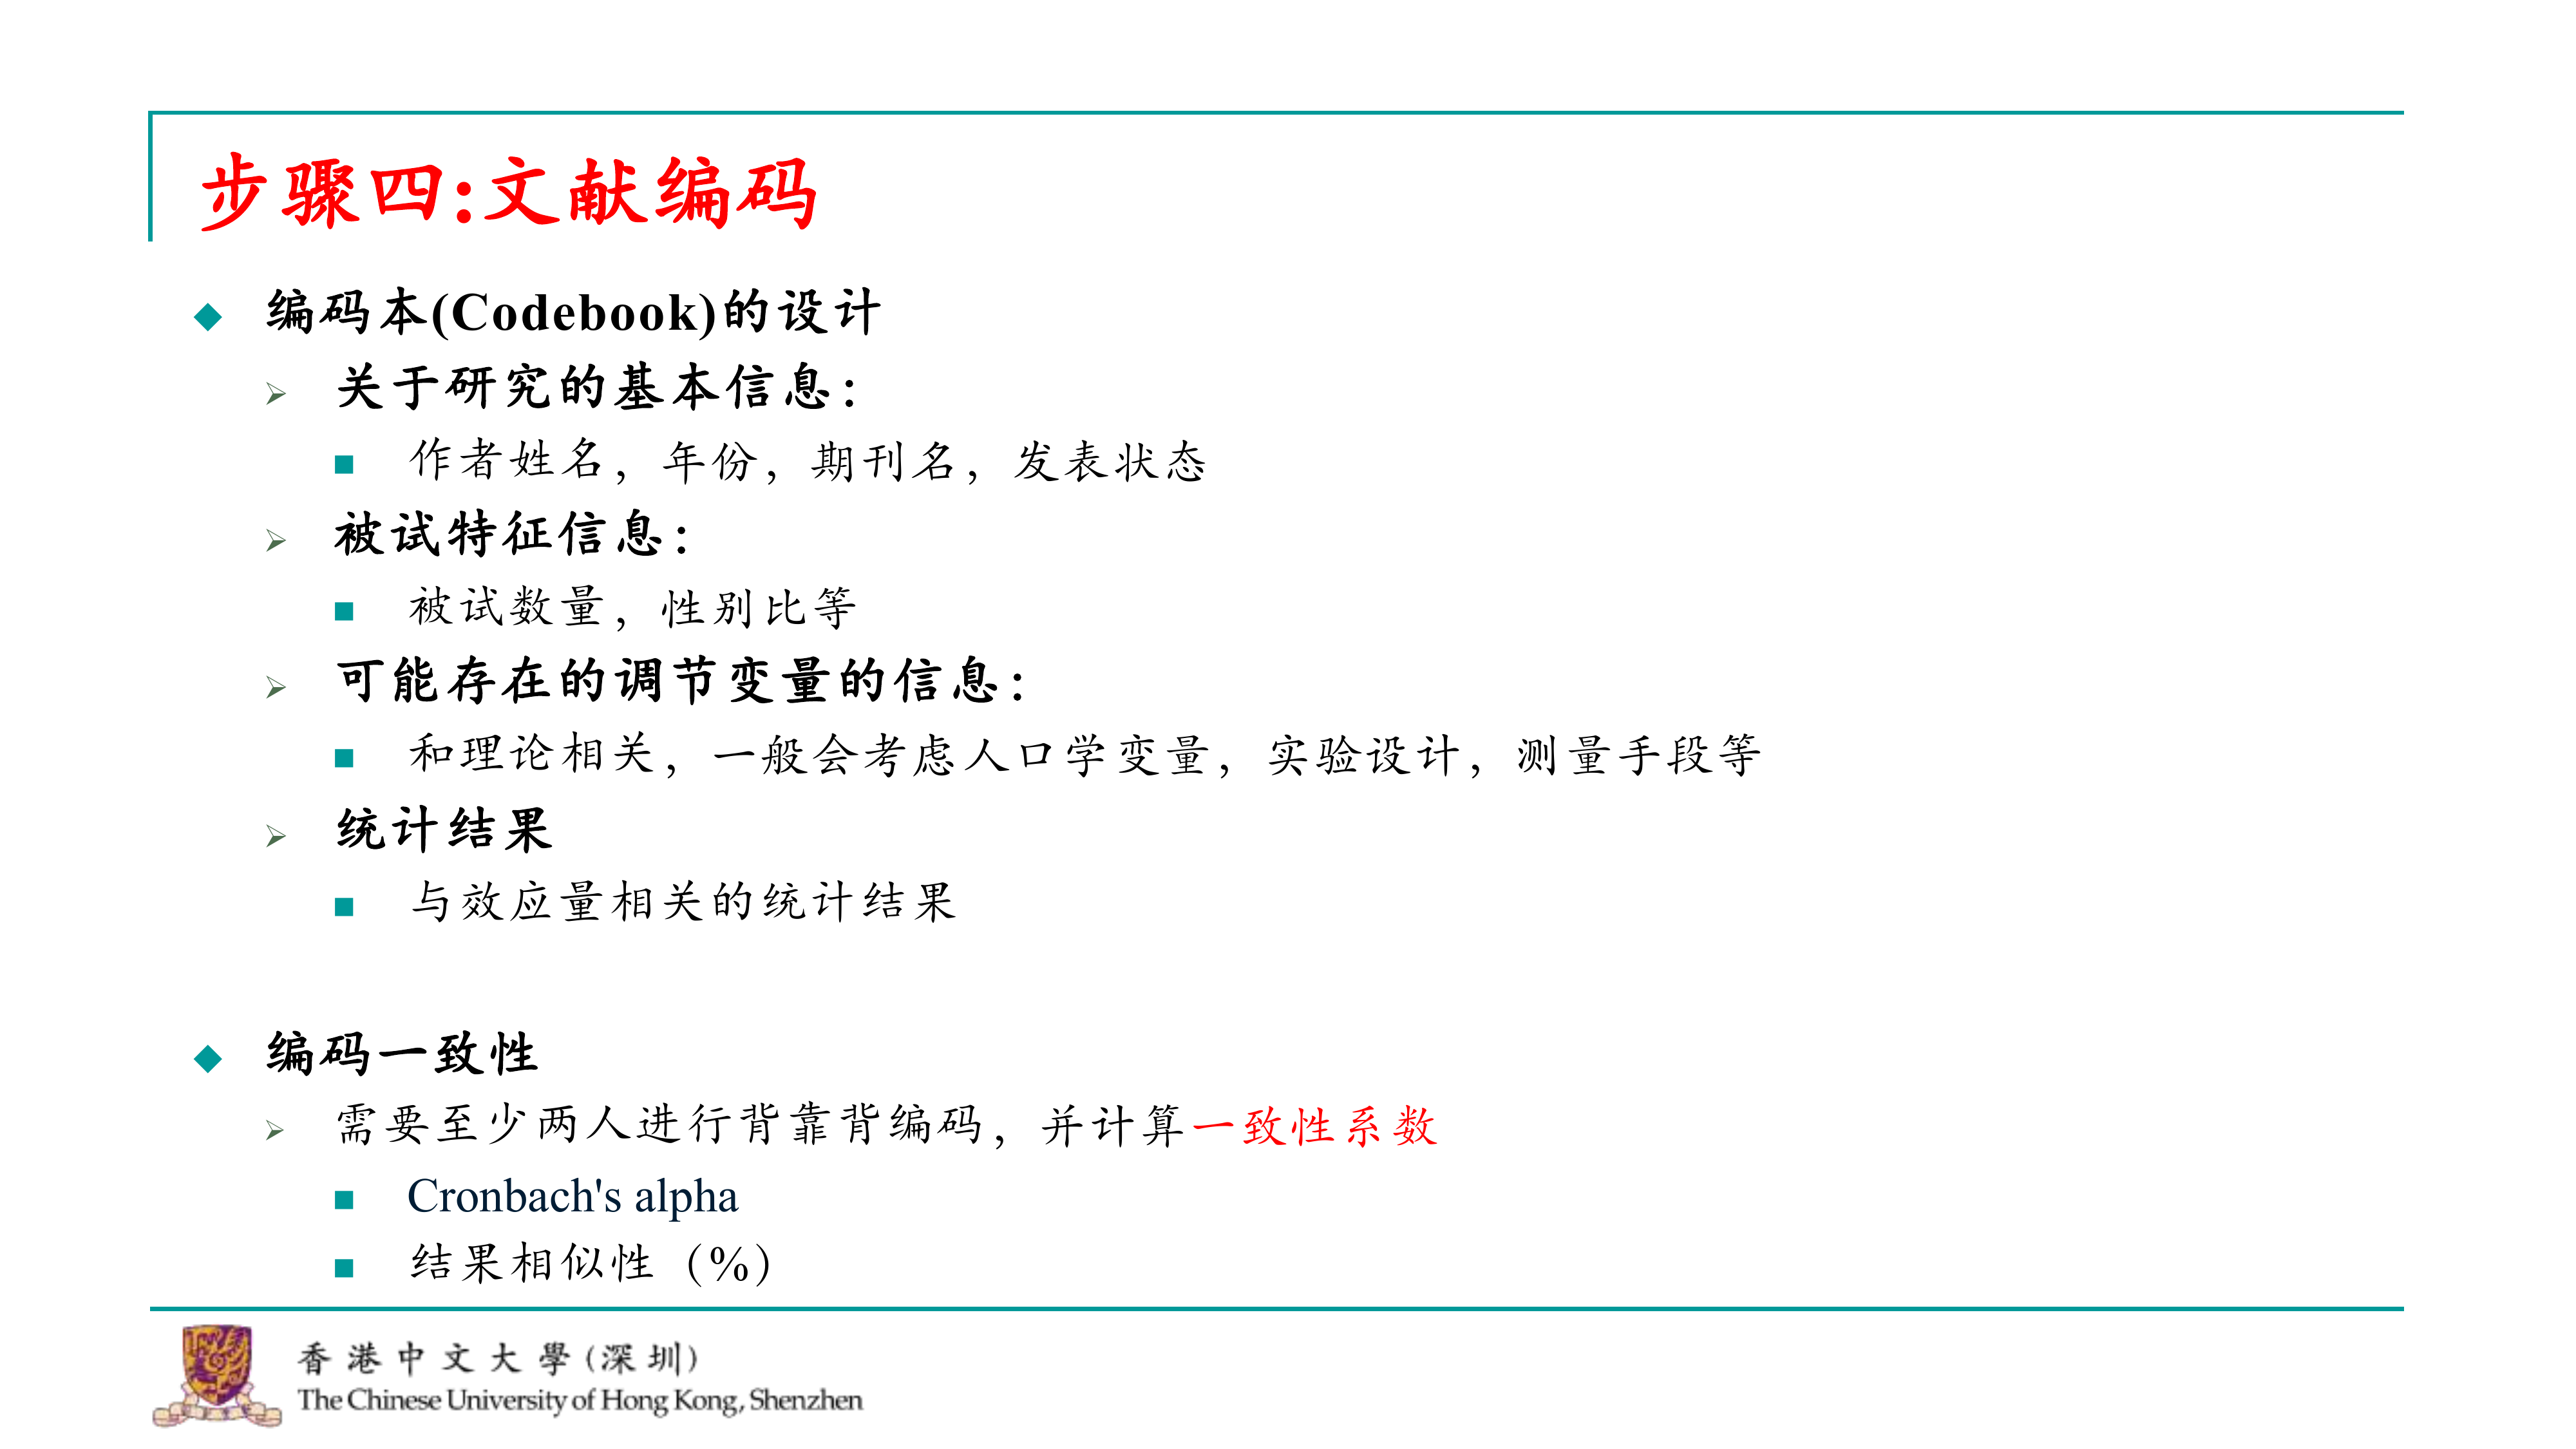 步骤四:文献编码
编码本(Codebook)的设计
关于研究的基本信息：
作者姓名，年份，期刊名，发表状态
被试特征信息：
被试数量，性别比等
可能存在的调节变量的信息：
和理论相关，一般会考虑人口学变量，实验设计，测量手段等
统计结果
与效应量相关的统计结果
编码一致性
需要至少两人进行背靠背编码，并计算一致性系数
Cronbach's alpha
结果相似性（%）
香港中文大學(深圳)
The Chinese University of Hong Kong, Shenzhen